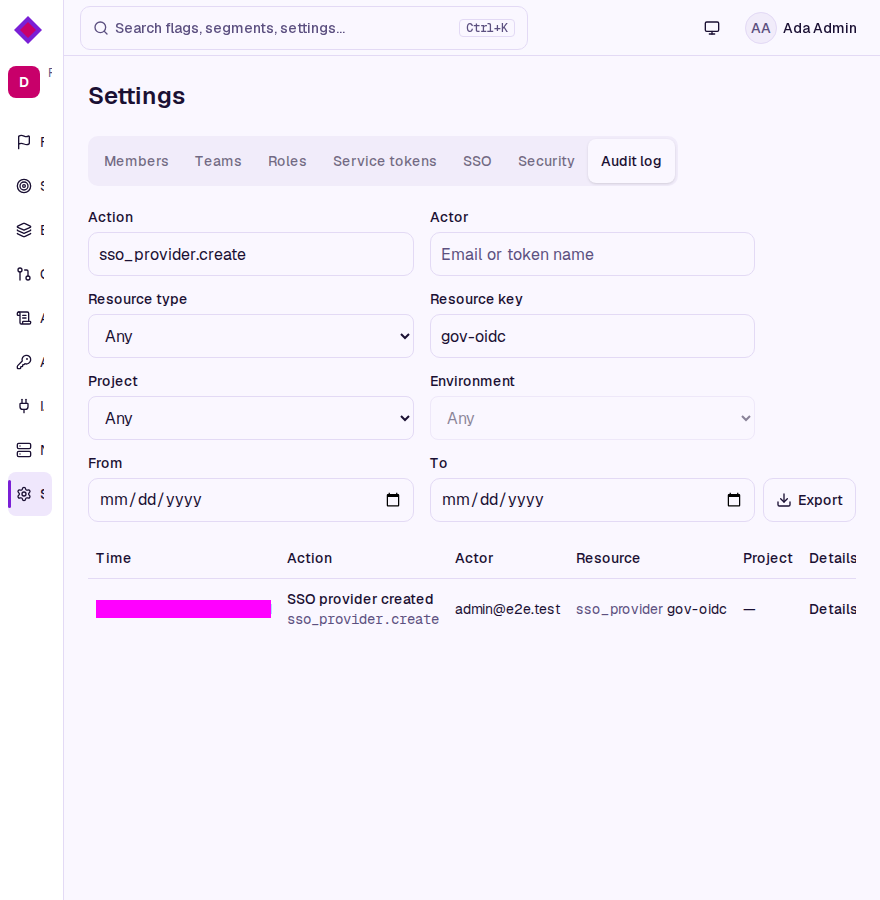 Search flags, segments, settings... Ctrl+K
AA Ada Admin
D
Settings
Members Teams Roles Service tokens SSO Security Audit log
Action Actor
sso_provider.create Email or token name
Resource type Resource key
Any gov-oidc
Project Environment
Any Any
From To
mm/dd/yyyy mm/dd/yyyy Export
Time Action Actor Resource Project Details
SSO provider created
sso_provider.create admin@e2e.test sso_provider gov-oidc — Details